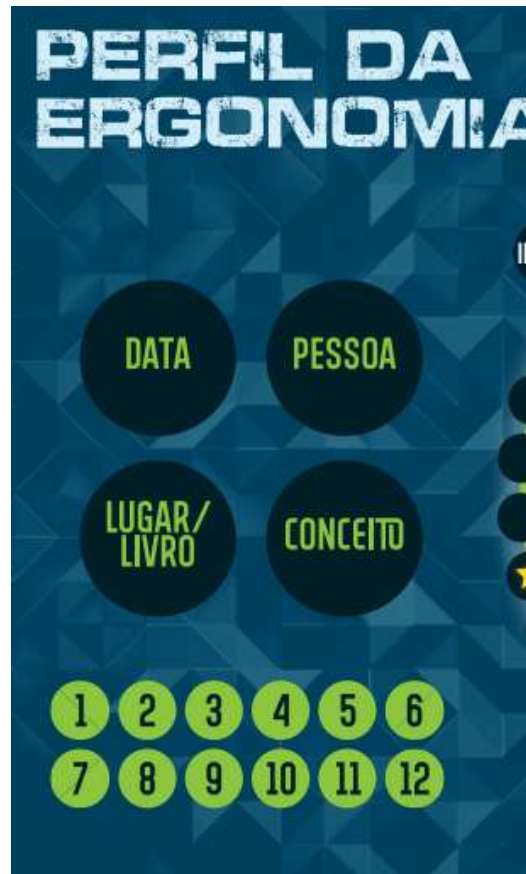 PERFIL DA
ERGONOMIA
DATA
PESSOA
LUGAR/
LIVRO
CONCEITO
1 2 3 4 5 6
7 8 9 10 11 12